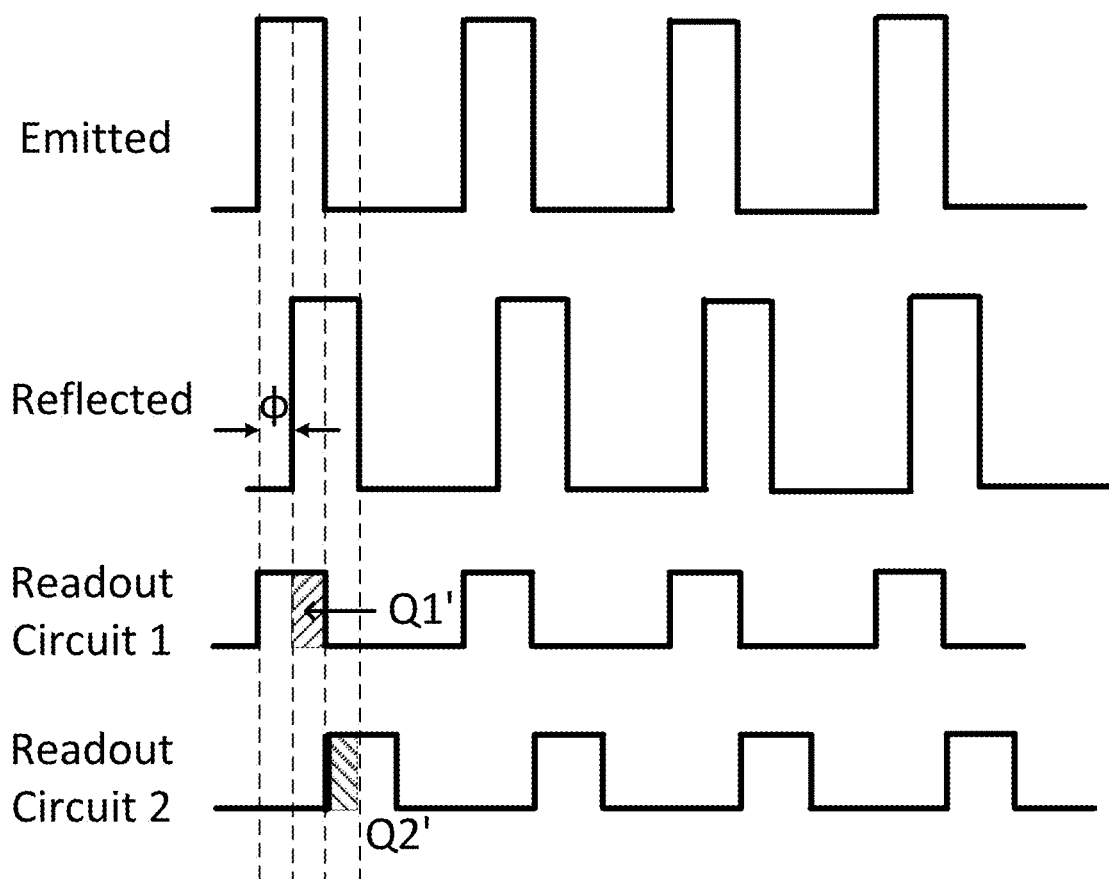 Emitted
Reflected
ϕ
Readout
Circuit 1
Q1'
Readout
Circuit 2
Q2'